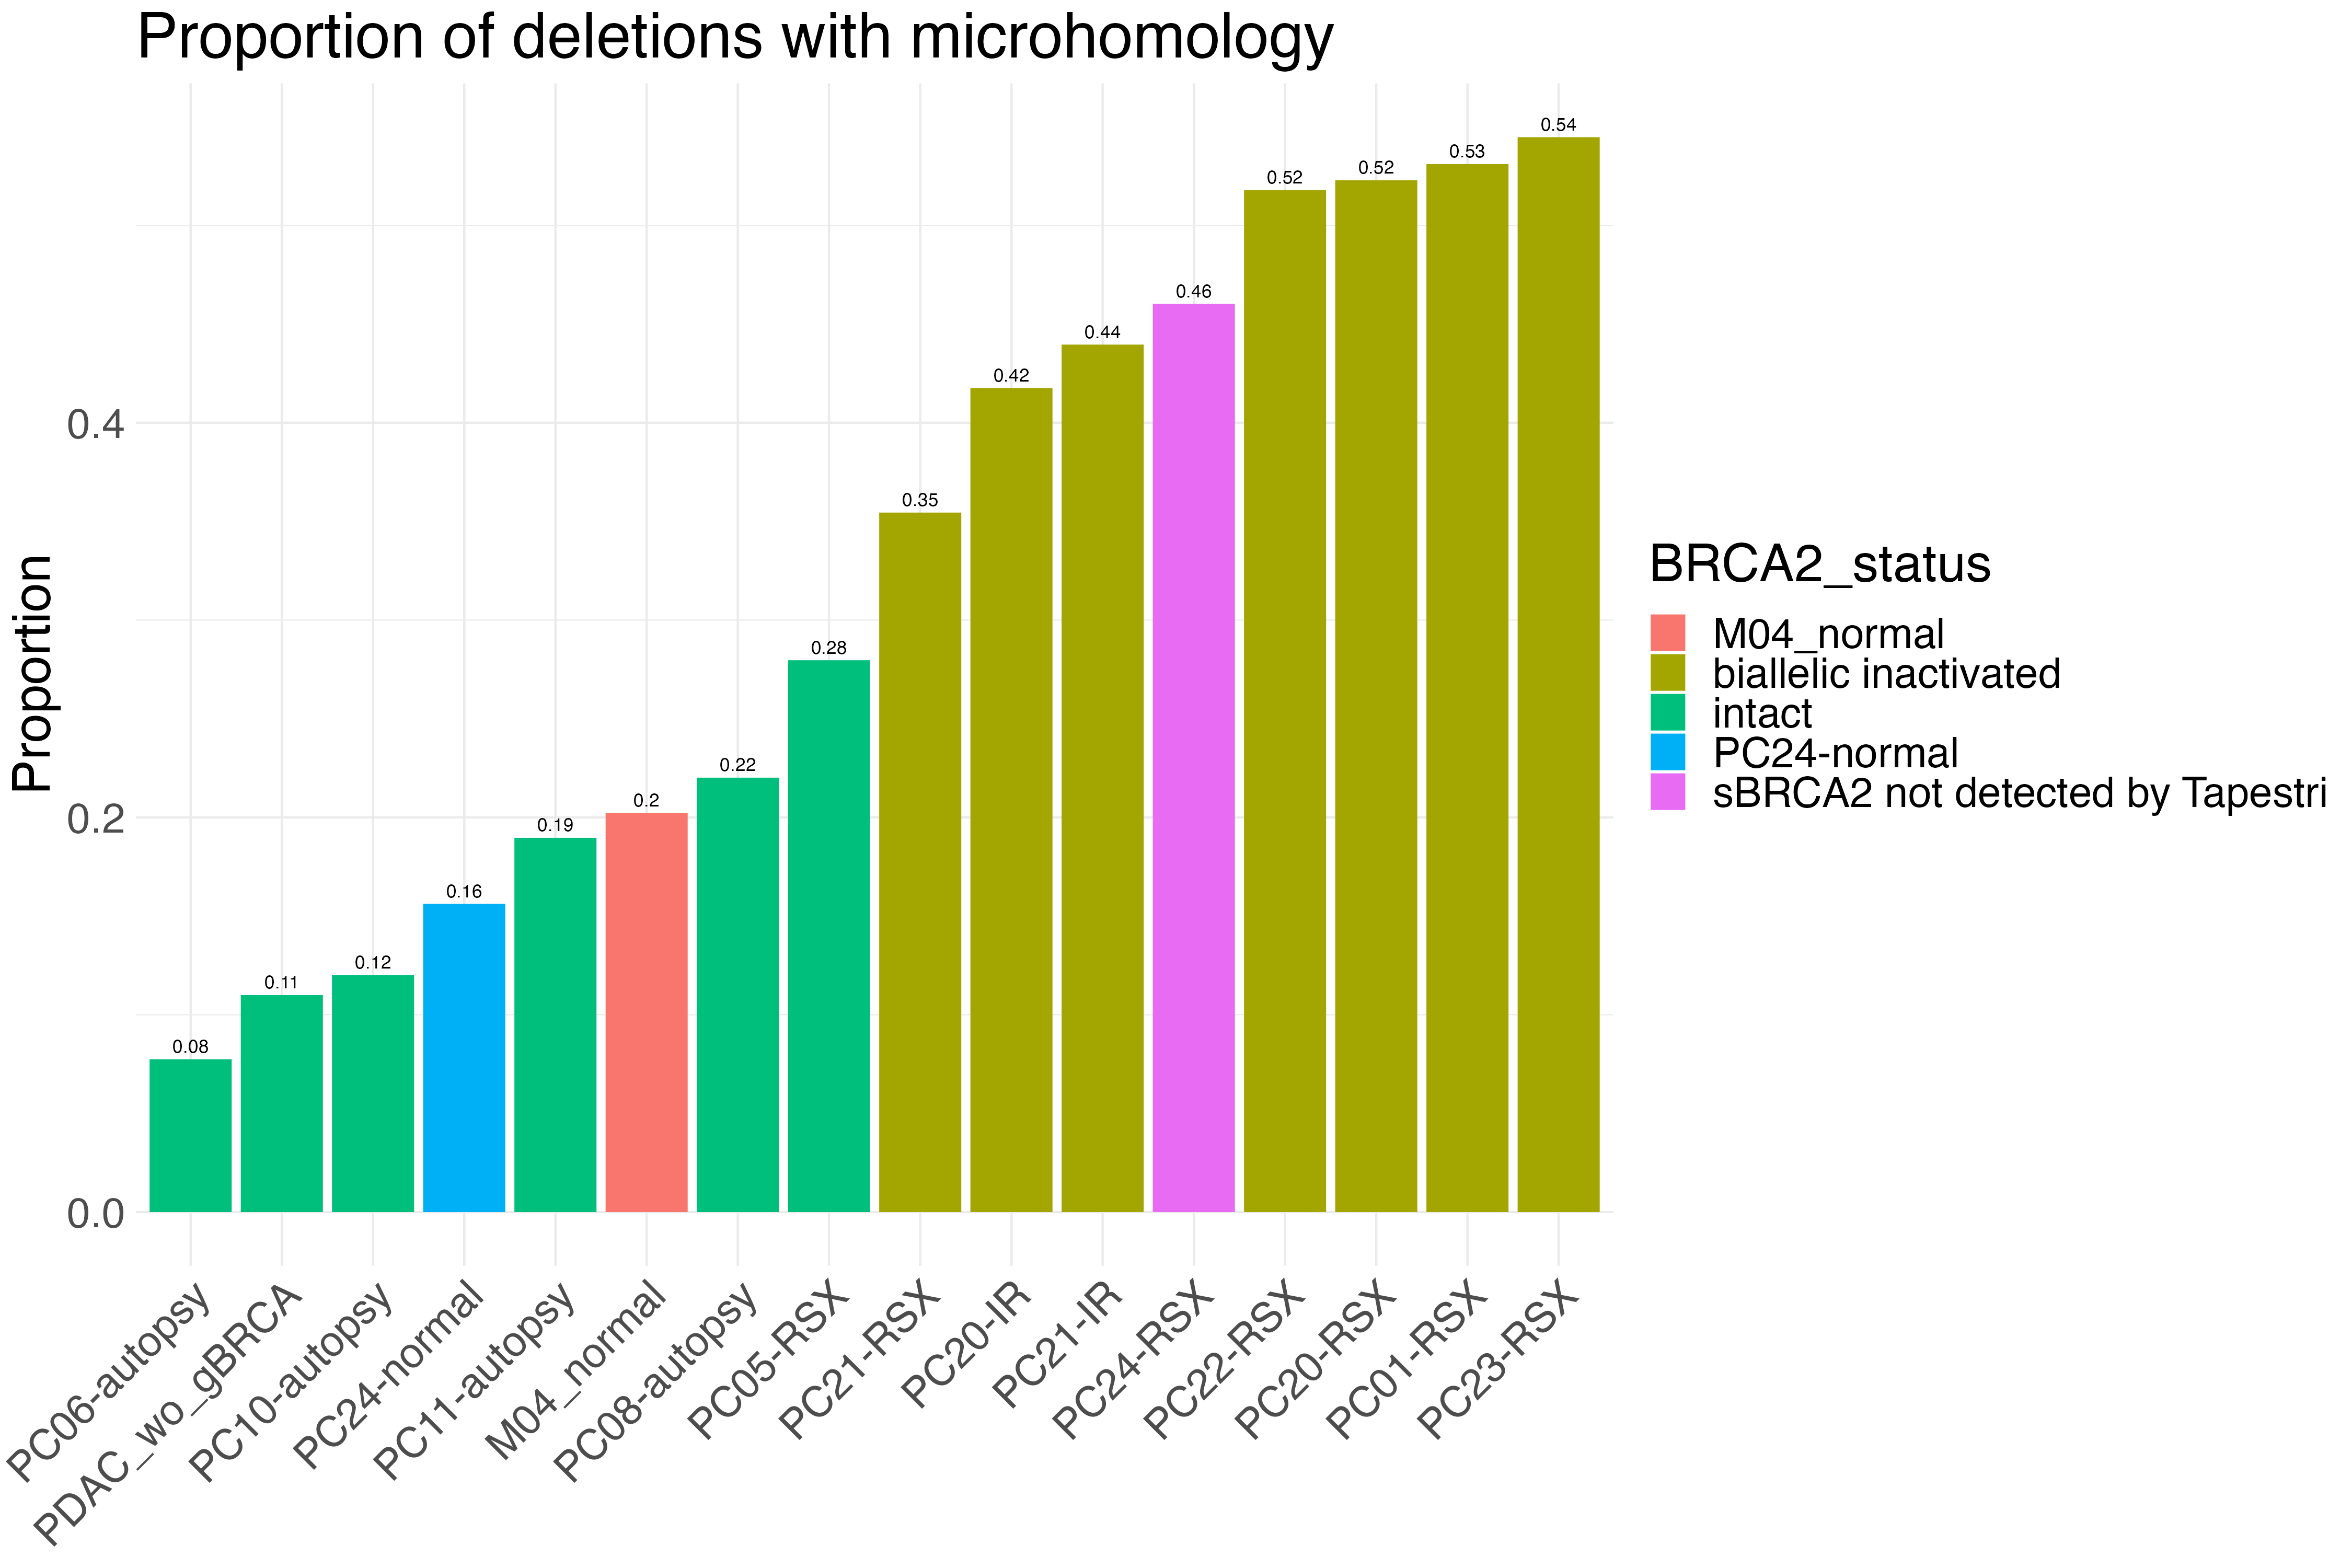 Proportion of deletions with microhomology
Proportion
0.4
0.2
0.0
0.08
0.11
0.12
0.16
0.19
0.2
0.22
0.28
0.35
0.42
0.44
0.46
0.52
0.52
0.53
0.54
PC06-autopsy
PDAC_wo_gBRCA
PC10-autopsy
PC24-normal
PC11-autopsy
M04_normal
PC08-autopsy
PC05-RSX
PC21-RSX
PC20-IR
PC21-IR
PC24-RSX
PC22-RSX
PC20-RSX
PC01-RSX
PC23-RSX
BRCA2_status
M04_normal
biallelic inactivated
intact
PC24-normal
sBRCA2 not detected by Tapestri